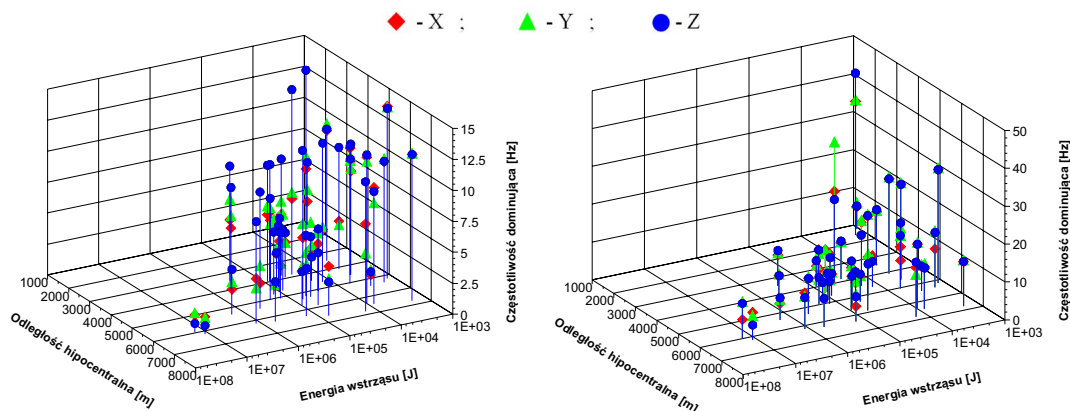 - X ; - Y ; - Z
15
12.5
10
7.5
5
2.5
0
Częstotliwość dominująca [Hz]
1000
2000
3000
4000
5000
6000
7000
8000
Odległość hipocentralna [m]
1E+08
1E+07
1E+06
1E+05
1E+04
1E+03
Energia wstrząsu [J]
50
40
30
20
10
0
Częstotliwość dominująca [Hz]
1000
2000
3000
4000
5000
6000
7000
8000
Odległość hipocentralna [m]
1E+08
1E+07
1E+06
1E+05
1E+04
1E+03
Energia wstrząsu [J]